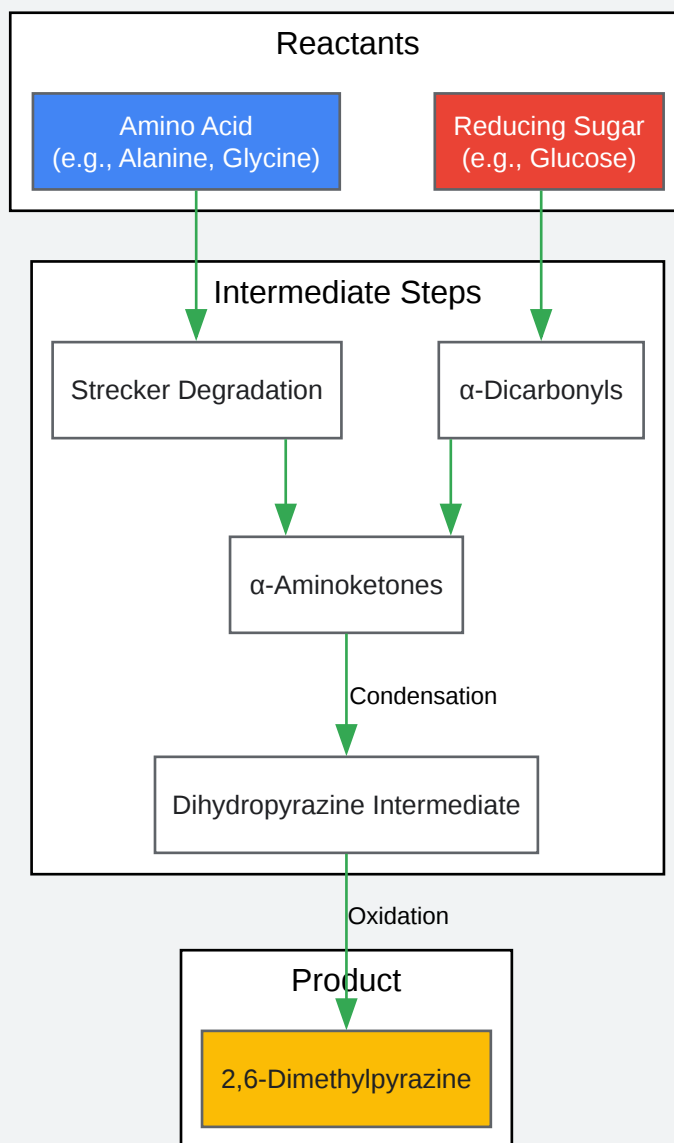 Reactants
Amino Acid
(e.g., Alanine, Glycine)
Reducing Sugar
(e.g., Glucose)
Intermediate Steps
Strecker Degradation
α-Dicarbonyls
α-Aminoketones
Condensation
Dihydropyrazine Intermediate
Oxidation
Product
2,6-Dimethylpyrazine